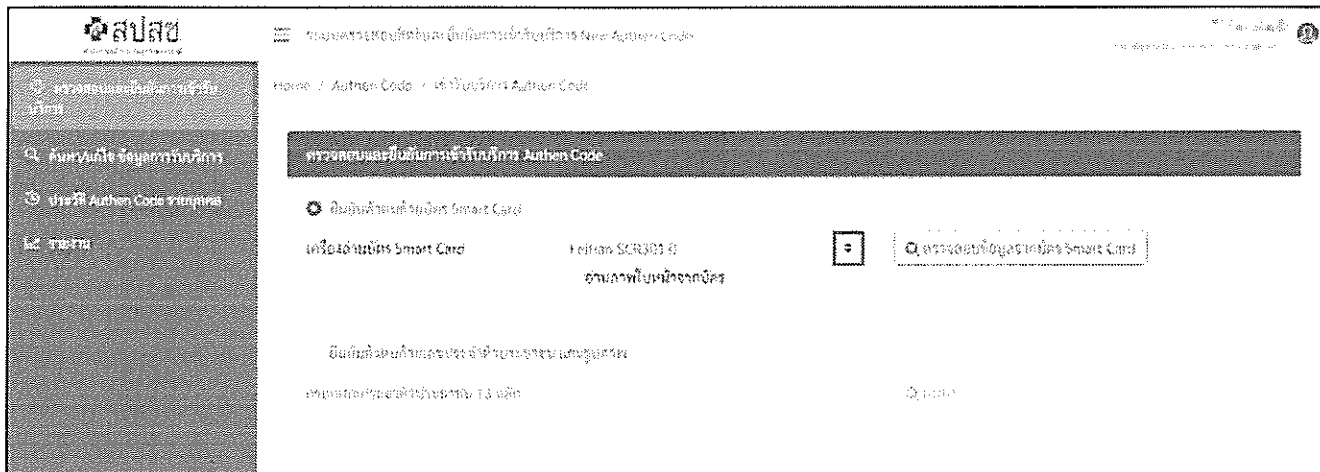 สปสช
ระบบตรวจสอบสิทธิและยืนยันการเข้ารับบริการ New Authen Code
Home / Authen Code / เข้ารับบริการ Authen Code
ตรวจสอบและยืนยันการเข้ารับ
บริการ
ค้นหา/แก้ไข ข้อมูลการรับบริการ
ประวัติ Authen Code รายบุคคล
รายงาน
ตรวจสอบและยืนยันการเข้ารับบริการ Authen Code
ยืนยันตัวตนด้วยบัตร Smart Card
เครื่องอ่านบัตร Smart Card
Feitian SCR301 0
ตรวจสอบข้อมูลจากบัตร Smart Card
อ่านภาพใบหน้าจากบัตร
ยืนยันตัวตนด้วยเลขประจำตัวประชาชน และรูปภาพ
13 หลัก